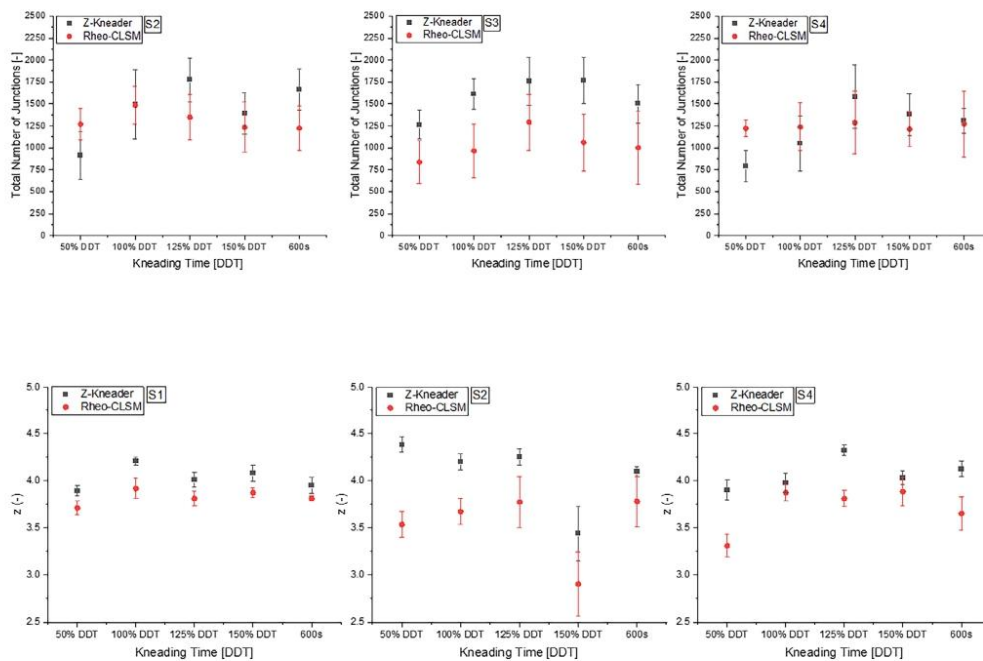 2500
2250
2000
1750
1500
1250
1000
750
500
250
0
Total Number of Junctions [-]
Z-Kneader
Rheo-CLSM
S2
50% DDT 100% DDT 125% DDT 150% DDT 600s
Kneading Time [DDT]
2500
2250
2000
1750
1500
1250
1000
750
500
250
0
Total Number of Junctions [-]
Z-Kneader
Rheo-CLSM
S3
50% DDT 100% DDT 125% DDT 150% DDT 600s
Kneading Time [DDT]
2500
2250
2000
1750
1500
1250
1000
750
500
250
0
Total Number of Junctions [-]
Z-Kneader
Rheo-CLSM
S4
50% DDT 100% DDT 125% DDT 150% DDT 600s
Kneading Time [DDT]
5.0
4.5
4.0
3.5
3.0
2.5
z (-)
Z-Kneader
Rheo-CLSM
S1
50% DDT 100% DDT 125% DDT 150% DDT 600s
Kneading Time [DDT]
5.0
4.5
4.0
3.5
3.0
2.5
z (-)
Z-Kneader
Rheo-CLSM
S2
50% DDT 100% DDT 125% DDT 150% DDT 600s
Kneading Time [DDT]
5.0
4.5
4.0
3.5
3.0
2.5
z (-)
Z-Kneader
Rheo-CLSM
S4
50% DDT 100% DDT 125% DDT 150% DDT 600s
Kneading Time [DDT]